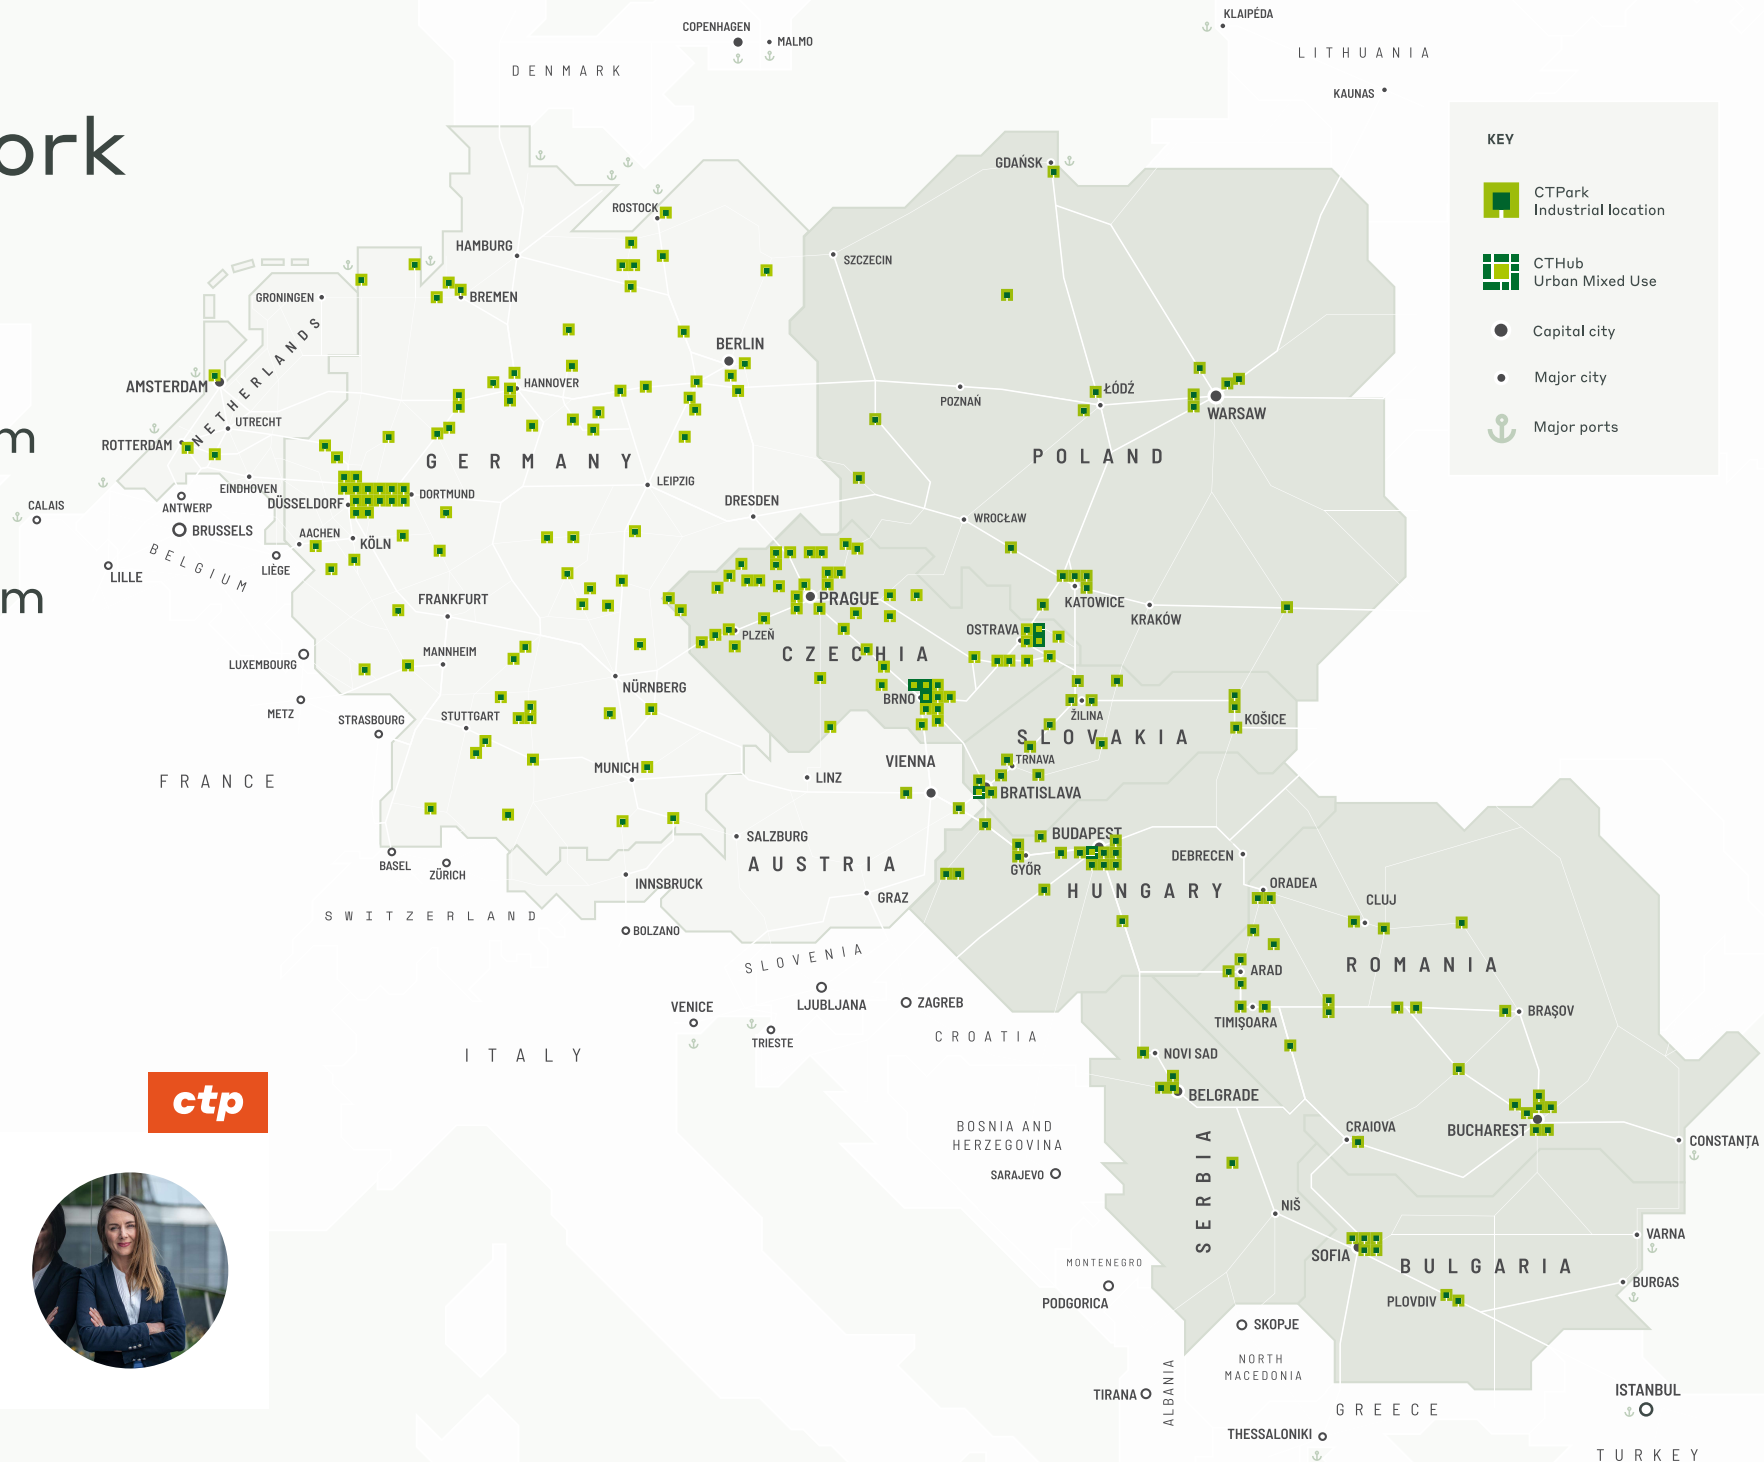 ork
m
m
KEY
CTPark
Industrial location
CTHub
Urban Mixed Use
Capital city
Major city
Major ports
COPENHAGEN
MALMO
KLAIPÉDA
LITHUANIA
KAUNAS
DENMARK
GDAŃSK
ROSTOCK
HAMBURG
SZCZECIN
GRONINGEN
BREMEN
NETHERLANDS
BERLIN
AMSTERDAM
HANNOVER
POZNAŃ
ŁÓDŹ
WARSAW
UTRECHT
ROTTERDAM
GERMANY
POLAND
EINDHOVEN
LEIPZIG
DORTMUND
DÜSSELDORF
ANTWERP
CALAIS
DRESDEN
WROCŁAW
BRUSSELS
AACHEN
KÖLN
BELGIUM
LIÈGE
LILLE
FRANKFURT
PRAGUE
KATOWICE
KRAKÓW
OSTRAVA
PLZEŇ
CZECHIA
MANNHEIM
LUXEMBOURG
NÜRNBERG
BRNO
METZ
STRASBOURG
STUTTGART
ŽILINA
KOŠICE
SLOVAKIA
VIENNA
TRNAVA
FRANCE
MUNICH
LINZ
BRATISLAVA
SALZBURG
BUDAPEST
AUSTRIA
DEBRECEN
BASEL
ZÜRICH
GYŐR
INNSBRUCK
ORADEA
HUNGARY
GRAZ
CLUJ
SWITZERLAND
BOLZANO
SLOVENIA
ROMANIA
ARAD
LJUBLJANA
ZAGREB
VENICE
TIMIŞOARA
BRAŞOV
TRIESTE
CROATIA
ITALY
NOVI SAD
BELGRADE
ctp
BOSNIA AND
HERZEGOVINA
CRAIOVA
BUCHAREST
CONSTANȚA
SERBIA
SARAJEVO
NIŠ
VARNA
SOFIA
MONTENEGRO
BULGARIA
BURGAS
PODGORICA
PLOVDIV
SKOPJE
NORTH
MACEDONIA
ALBANIA
TIRANA
ISTANBUL
GREECE
THESSALONIKI
TURKEY